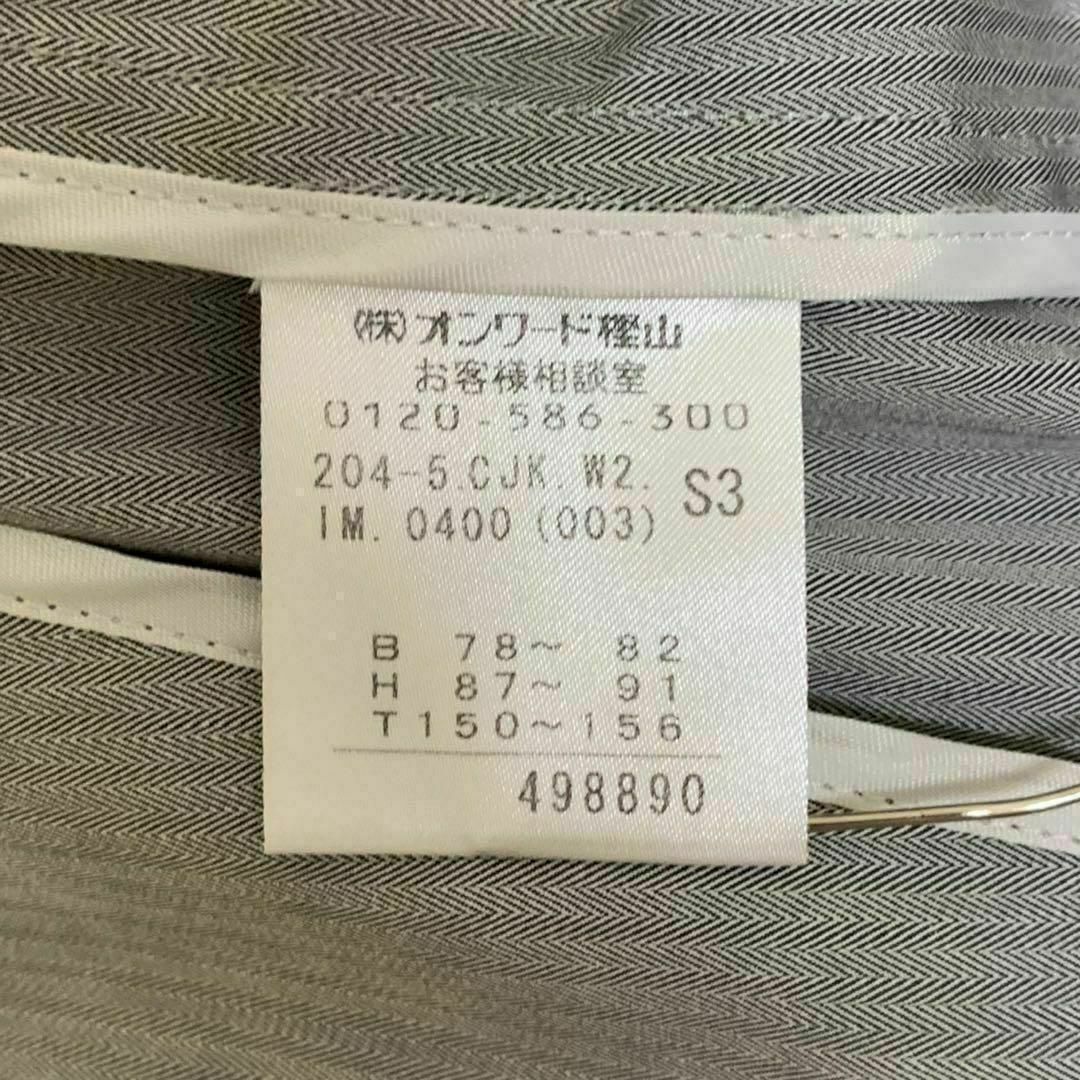 (株)オンワード樫山
お客様相談室
0120-586-300
204-5.CJK.W2.
S3
IM.0400(003)
B 78～ 82
H 87～ 91
T150～156
498890